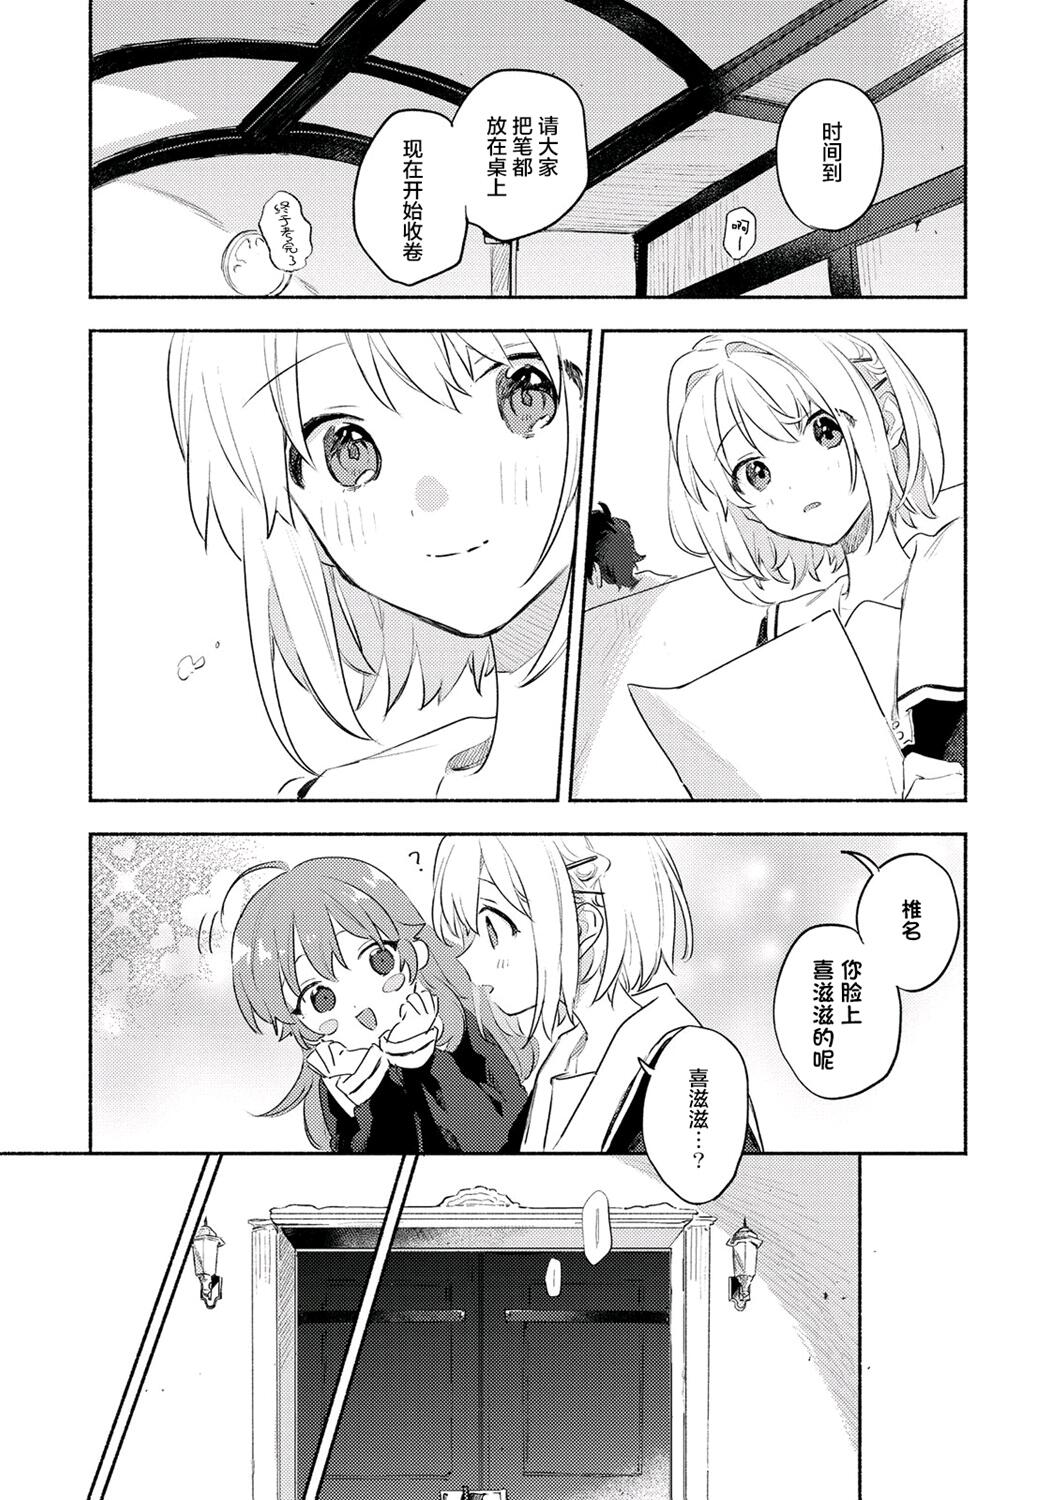 时间到
啊—
请大家
把笔都
放在桌上
现在开始收卷
终于考完了
椎名
你脸上
喜滋滋的呢
?
喜滋滋…?